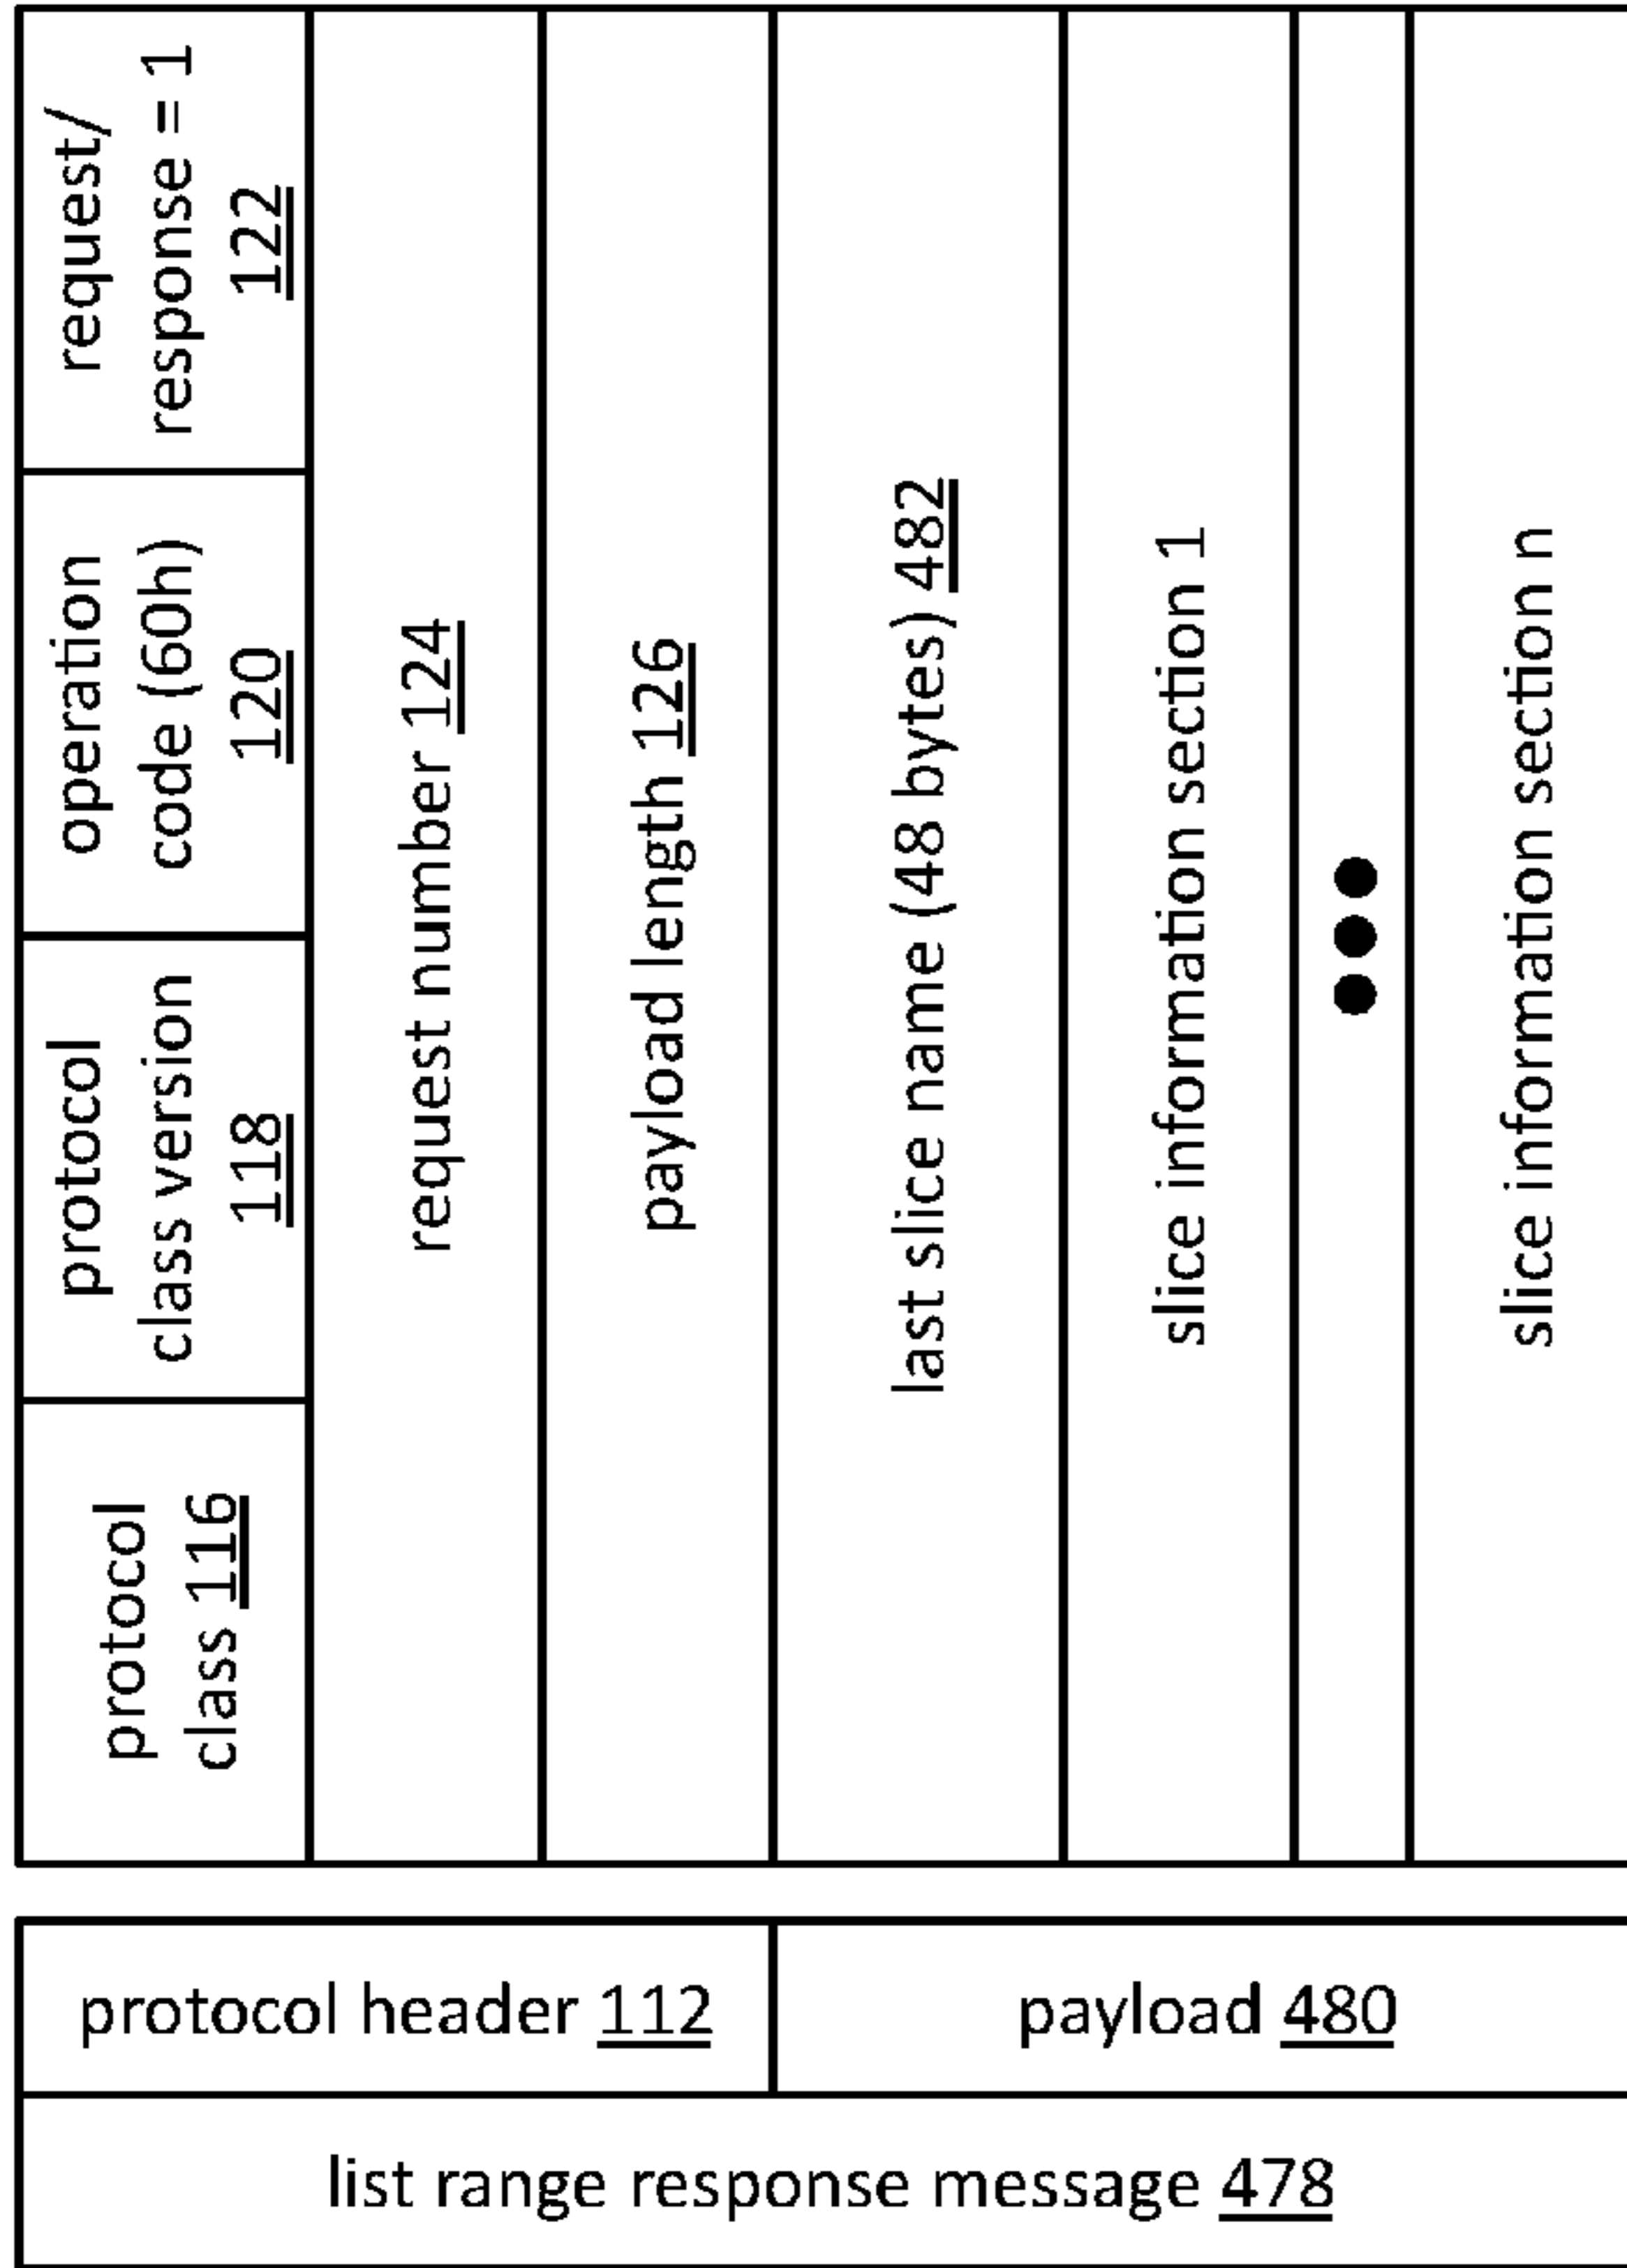 protocol
class 116
protocol
class version
118
operation
code (60h)
120
request/
response = 1
122
request number 124
payload length 126
last slice name (48 bytes) 482
slice information section 1
slice information section n
protocol header 112
payload 480
list range response message 478